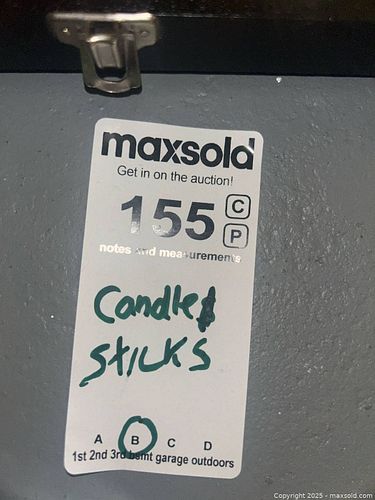 maxsold
Get in on the auction!
155
C
P
notes and measurements
Candle
sticks
A B C D
1st 2nd 3rd bsmt garage outdoors
Copyright 2025 - maxsold.com